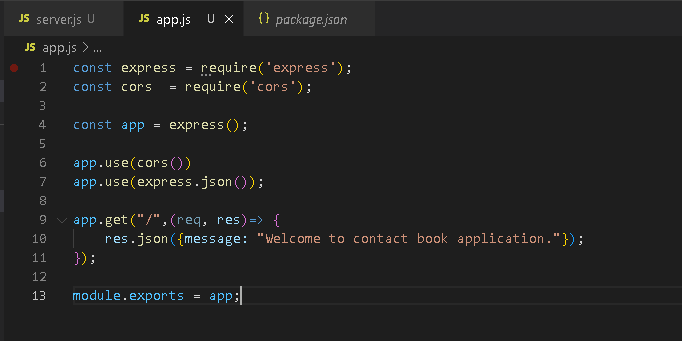 JS server.js U JS app.js U × {} package.json
JS app.js > ...
1 const express = require('express');
2 const cors  = require('cors');
3
4 const app = express();
5
6 app.use(cors())
7 app.use(express.json());
8
9 app.get("/",(req, res)=> {
10     res.json({message: "Welcome to contact book application."});
11 });
12
13 module.exports = app;